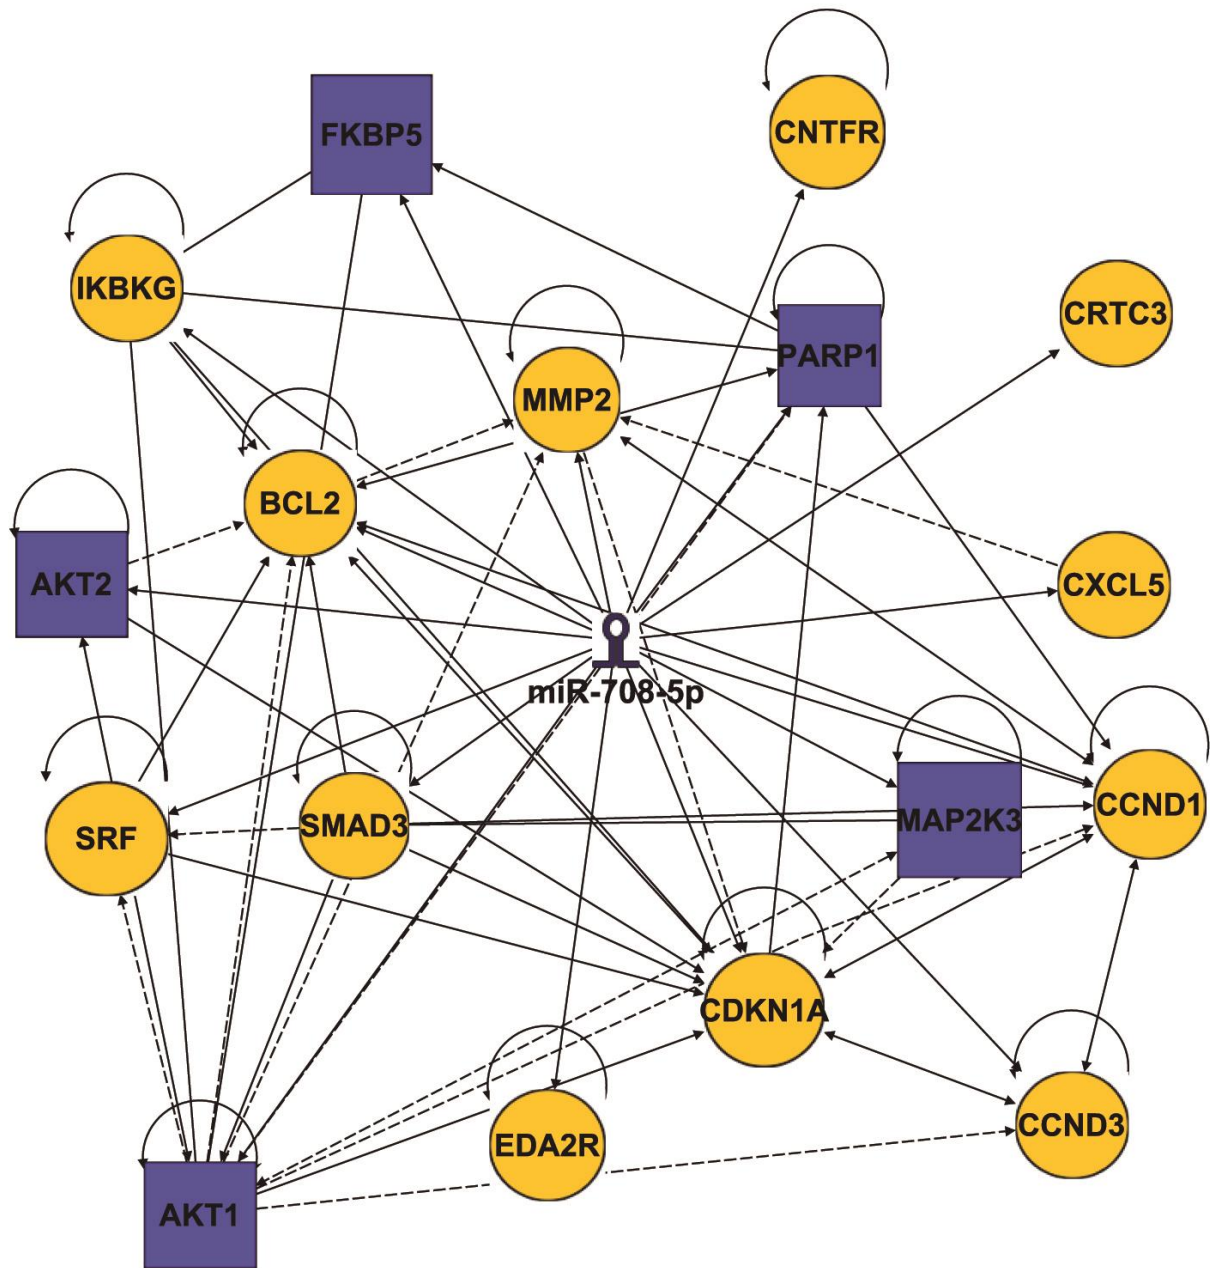 CNTFR
FKBP5
IKBKG
CRTC3
PARP1
MMP2
BCL2
AKT2
CXCL5
miR-708-5p
SRF
SMAD3
MAP2K3
CCND1
CDKN1A
EDA2R
CCND3
AKT1